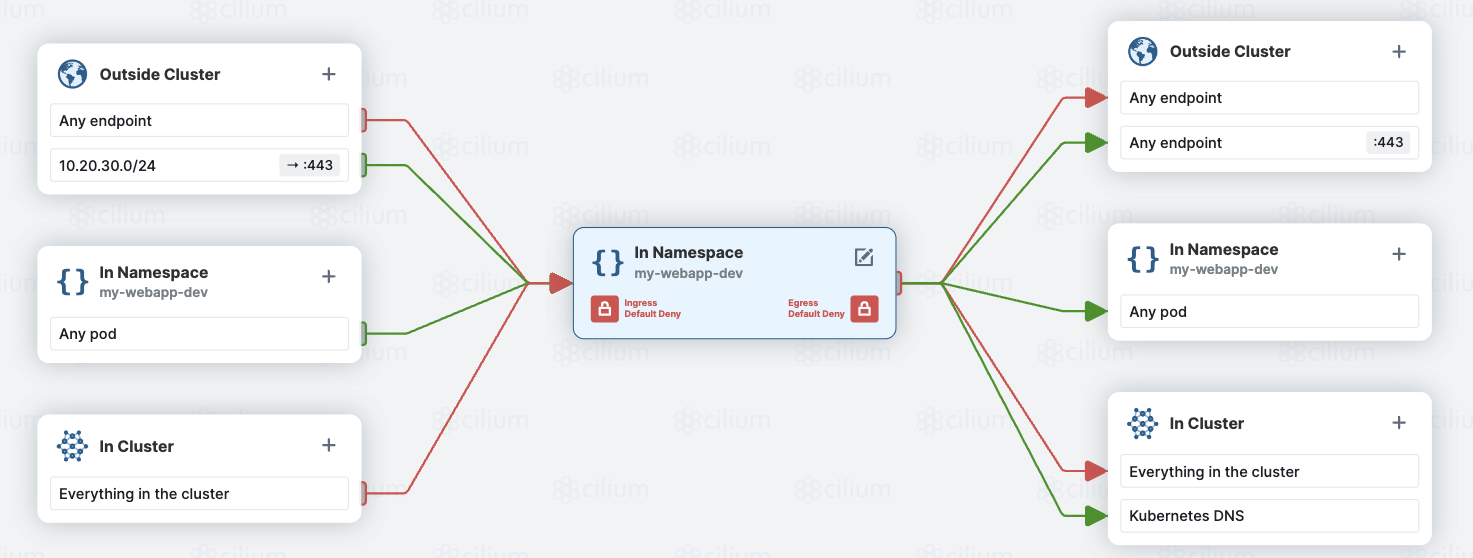 Outside Cluster
Any endpoint
10.20.30.0/24 → :443
In Namespace
my-webapp-dev
Any pod
In Cluster
Everything in the cluster
In Namespace
my-webapp-dev
Ingress
Default Deny
Egress
Default Deny
Outside Cluster
Any endpoint
Any endpoint :443
In Namespace
my-webapp-dev
Any pod
In Cluster
Everything in the cluster
Kubernetes DNS
cilium